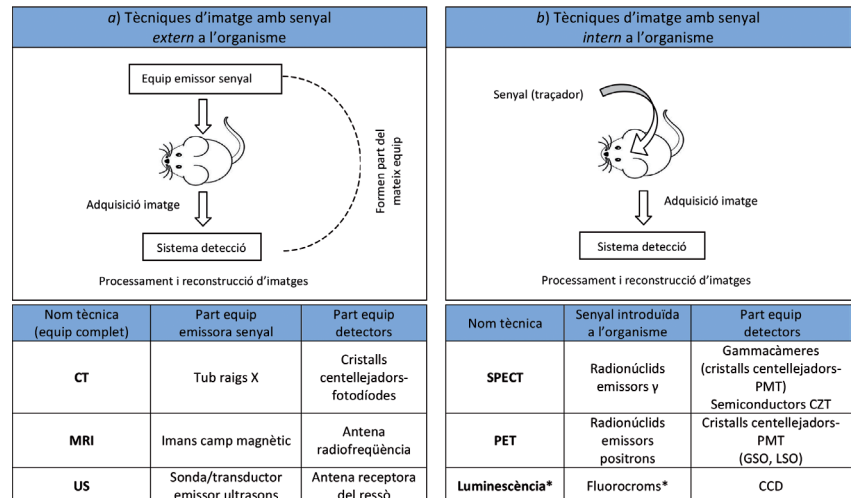 a) Tècniques d'imatge amb senyal
extern a l'organisme
Equip emissor senyal
Adquisició imatge
Sistema detecció
Formen part del
mateix equip
Processament i reconstrucció d'imatges
b) Tècniques d'imatge amb senyal
intern a l'organisme
Senyal (traçador)
Adquisició imatge
Sistema detecció
Processament i reconstrucció d'imatges
Nom tècnica
(equip complet)
Part equip
emissora senyal
Part equip
detectors
CT
Tub raigs X
Cristalls
centellejadors-
fotodíodes
MRI
Imans camp magnètic
Antena
radiofreqüència
US
Sonda/transductor
emissor ultrasons
Antena receptora
del ressò
Nom tècnica
Senyal introduïda
a l'organisme
Part equip
detectors
SPECT
Radionúclids
emissors γ
Gammacàmeres
(cristalls centellejadors-
PMT)
Semiconductors CZT
PET
Radionúclids
emissors
positrons
Cristalls centellejadors-
PMT
(GSO, LSO)
Luminescència*
Fluorocroms*
CCD